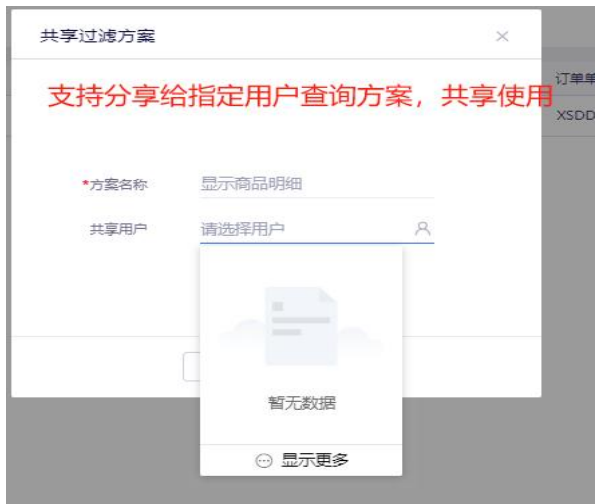 共享过滤方案
订单单
支持分享给指定用户查询方案，共享使用
XSDD
*方案名称 显示商品明细
共享用户 请选择用户
暂无数据
显示更多